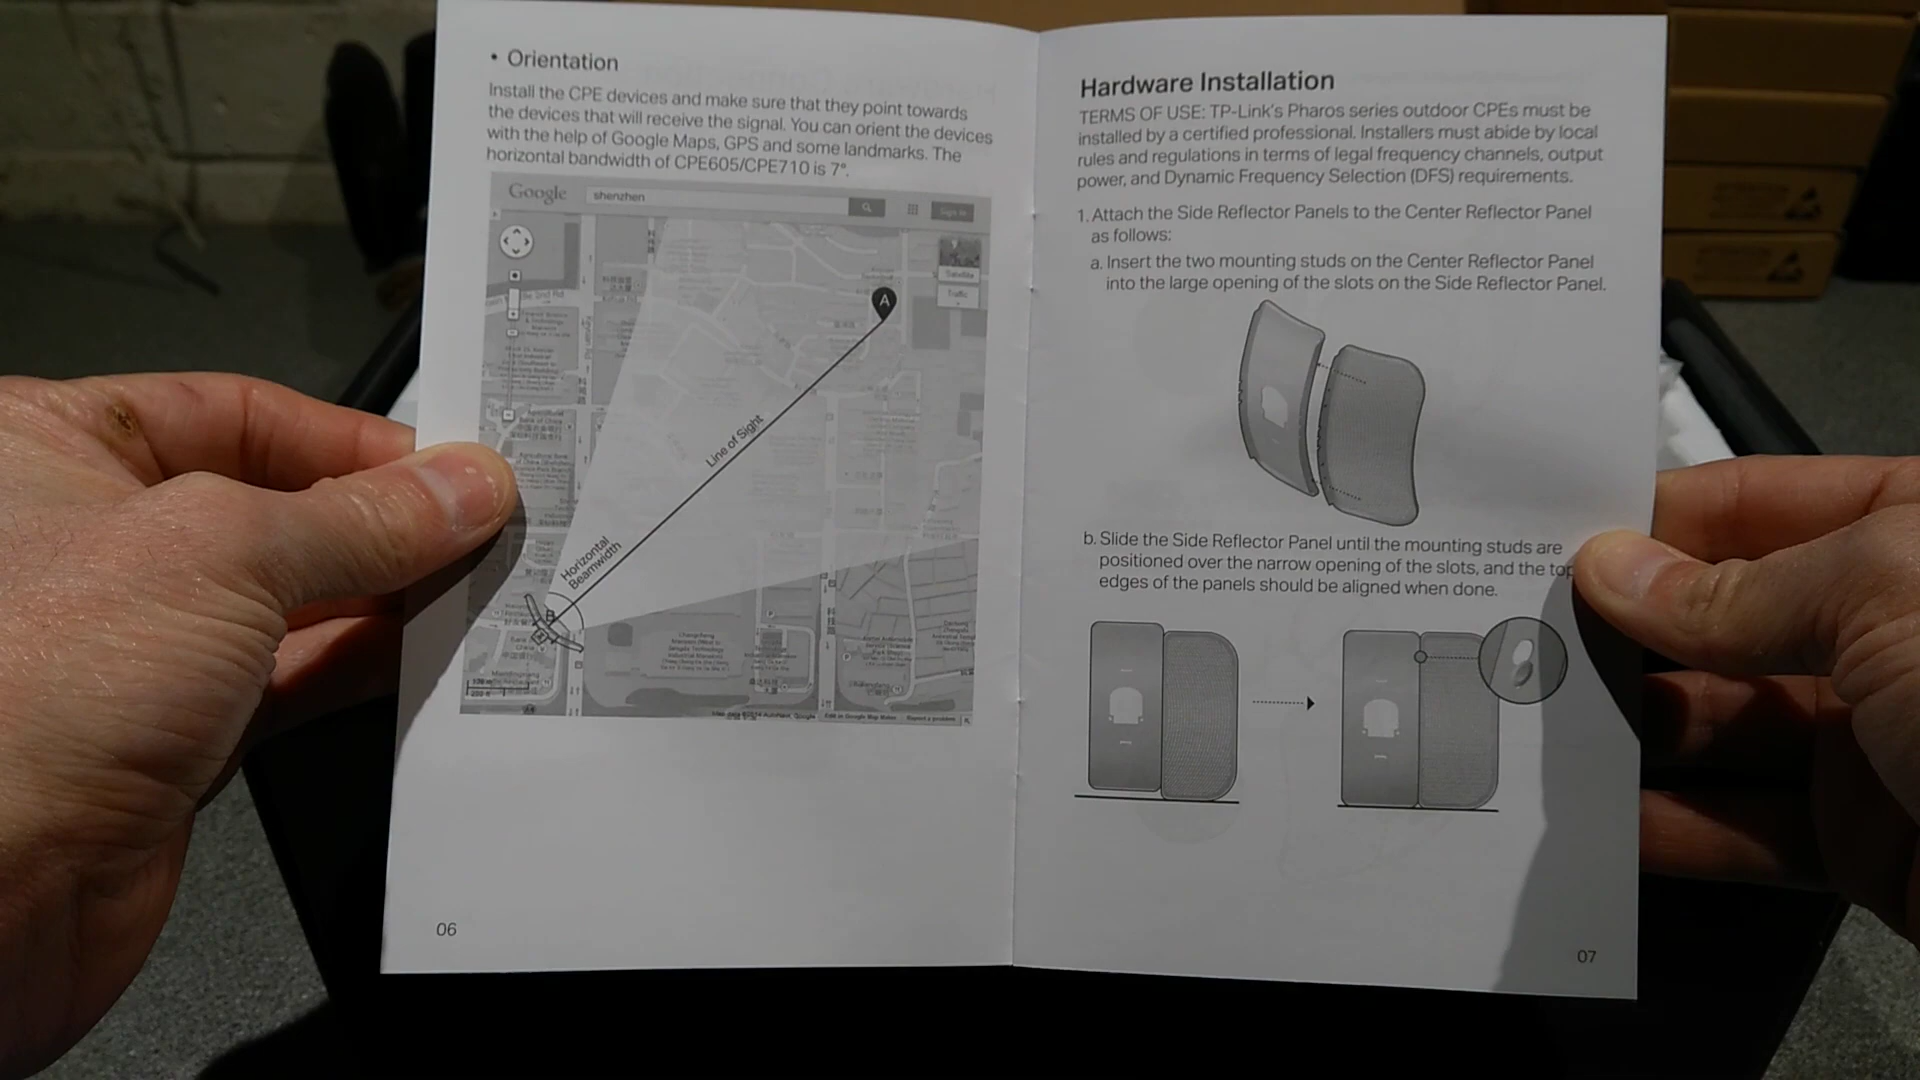 • Orientation
Install the CPE devices and make sure that they point towards
the devices that will receive the signal. You can orient the devices
with the help of Google Maps, GPS and some landmarks. The
horizontal bandwidth of CPE605/CPE710 is 7°.
Google
shenzhen
Sign in
Satellite
Traffic
A
Line of Sight
Horizontal
Beamwidth
B
06
Hardware Installation
TERMS OF USE: TP-Link's Pharos series outdoor CPEs must be
installed by a certified professional. Installers must abide by local
rules and regulations in terms of legal frequency channels, output
power, and Dynamic Frequency Selection (DFS) requirements.
1. Attach the Side Reflector Panels to the Center Reflector Panel
as follows:
a. Insert the two mounting studs on the Center Reflector Panel
into the large opening of the slots on the Side Reflector Panel.
b. Slide the Side Reflector Panel until the mounting studs are
positioned over the narrow opening of the slots, and the top
edges of the panels should be aligned when done.
07